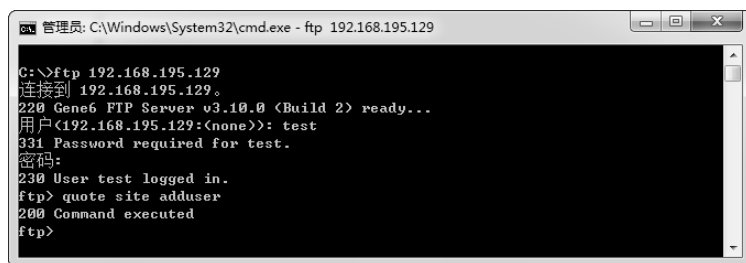 管理员: C:\Windows\System32\cmd.exe - ftp 192.168.195.129
C:\>ftp 192.168.195.129
连接到 192.168.195.129。
220 Gene6 FTP Server v3.10.0 (Build 2) ready...
用户(192.168.195.129:(none)): test
331 Password required for test.
密码:
230 User test logged in.
ftp> quote site adduser
200 Command executed
ftp>